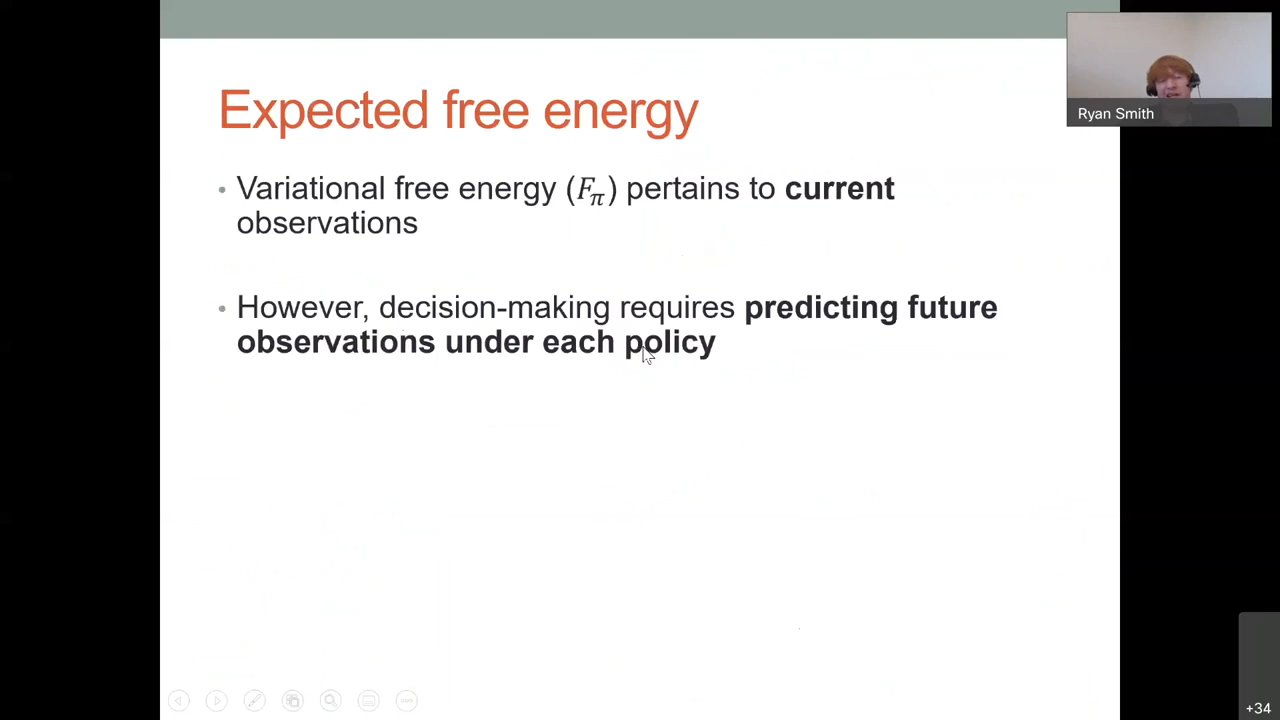 Expected free energy
• Variational free energy (Fπ) pertains to current
observations
• However, decision-making requires predicting future
observations under each policy
Ryan Smith
+34